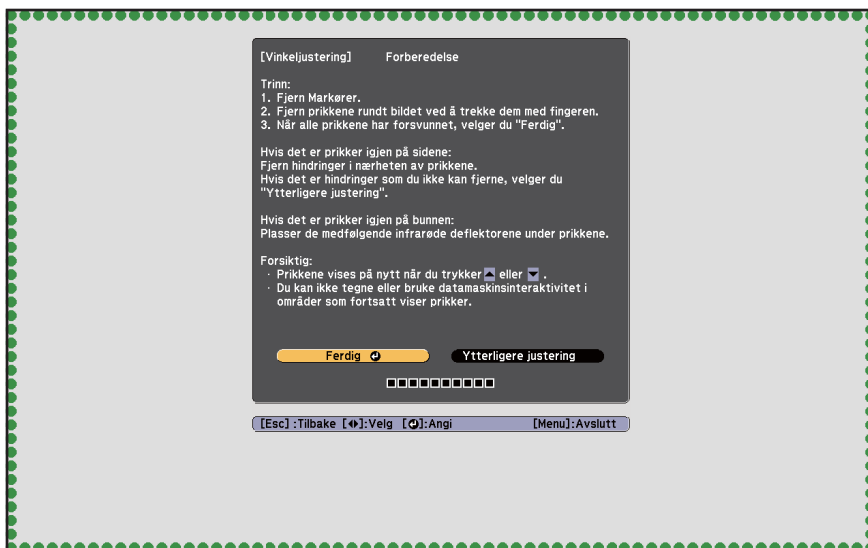 [Vinkeljustering] Forberedelse
Trinn:
1. Fjern Markører.
2. Fjern prikkene rundt bildet ved å trekke dem med fingeren.
3. Når alle prikkene har forsvunnet, velger du "Ferdig".
Hvis det er prikker igjen på sidene:
Fjern hindringer i nærheten av prikkene.
Hvis det er hindringer som du ikke kan fjerne, velger du
"Ytterligere justering".
Hvis det er prikker igjen på bunnen:
Plasser de medfølgende infrarøde deflektorene under prikkene.
Forsiktig:
· Prikkene vises på nytt når du trykker ▲ eller ▼ .
· Du kan ikke tegne eller bruke datamaskinsinteraktivitet i
områder som fortsatt viser prikker.
Ferdig Ytterligere justering
[Esc] :Tilbake [◆]:Velg [↵]:Angi [Menu]:Avslutt